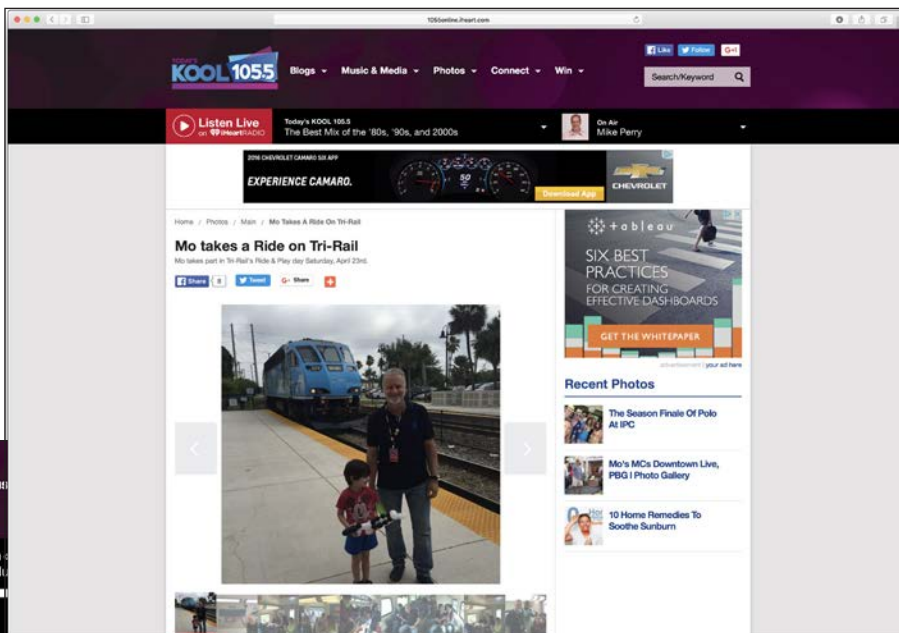 1055online.iheart.com
TODAY'S
KOOL 105.5
Blogs
Music & Media
Photos
Connect
Win
Like
Follow
G+1
Search/Keyword
Listen Live
on iHeartRADIO
Today's KOOL 105.5
The Best Mix of the '80s, '90s, and 2000s
On Air
Mike Perry
2016 CHEVROLET CAMARO SIX APP
EXPERIENCE CAMARO.
50
Download App
CHEVROLET
Home / Photos / Main / Mo Takes A Ride On Tri-Rail
Mo takes a Ride on Tri-Rail
Mo takes part in Tri-Rail's Ride & Play day Saturday, April 23rd.
Share 8
Tweet
G+ Share
+ableau
SIX BEST
PRACTICES
FOR CREATING
EFFECTIVE DASHBOARDS
GET THE WHITEPAPER
advertisement | your ad here
Recent Photos
The Season Finale Of Polo
At IPC
Mo's MCs Downtown Live,
PBG | Photo Gallery
10 Home Remedies To
Soothe Sunburn